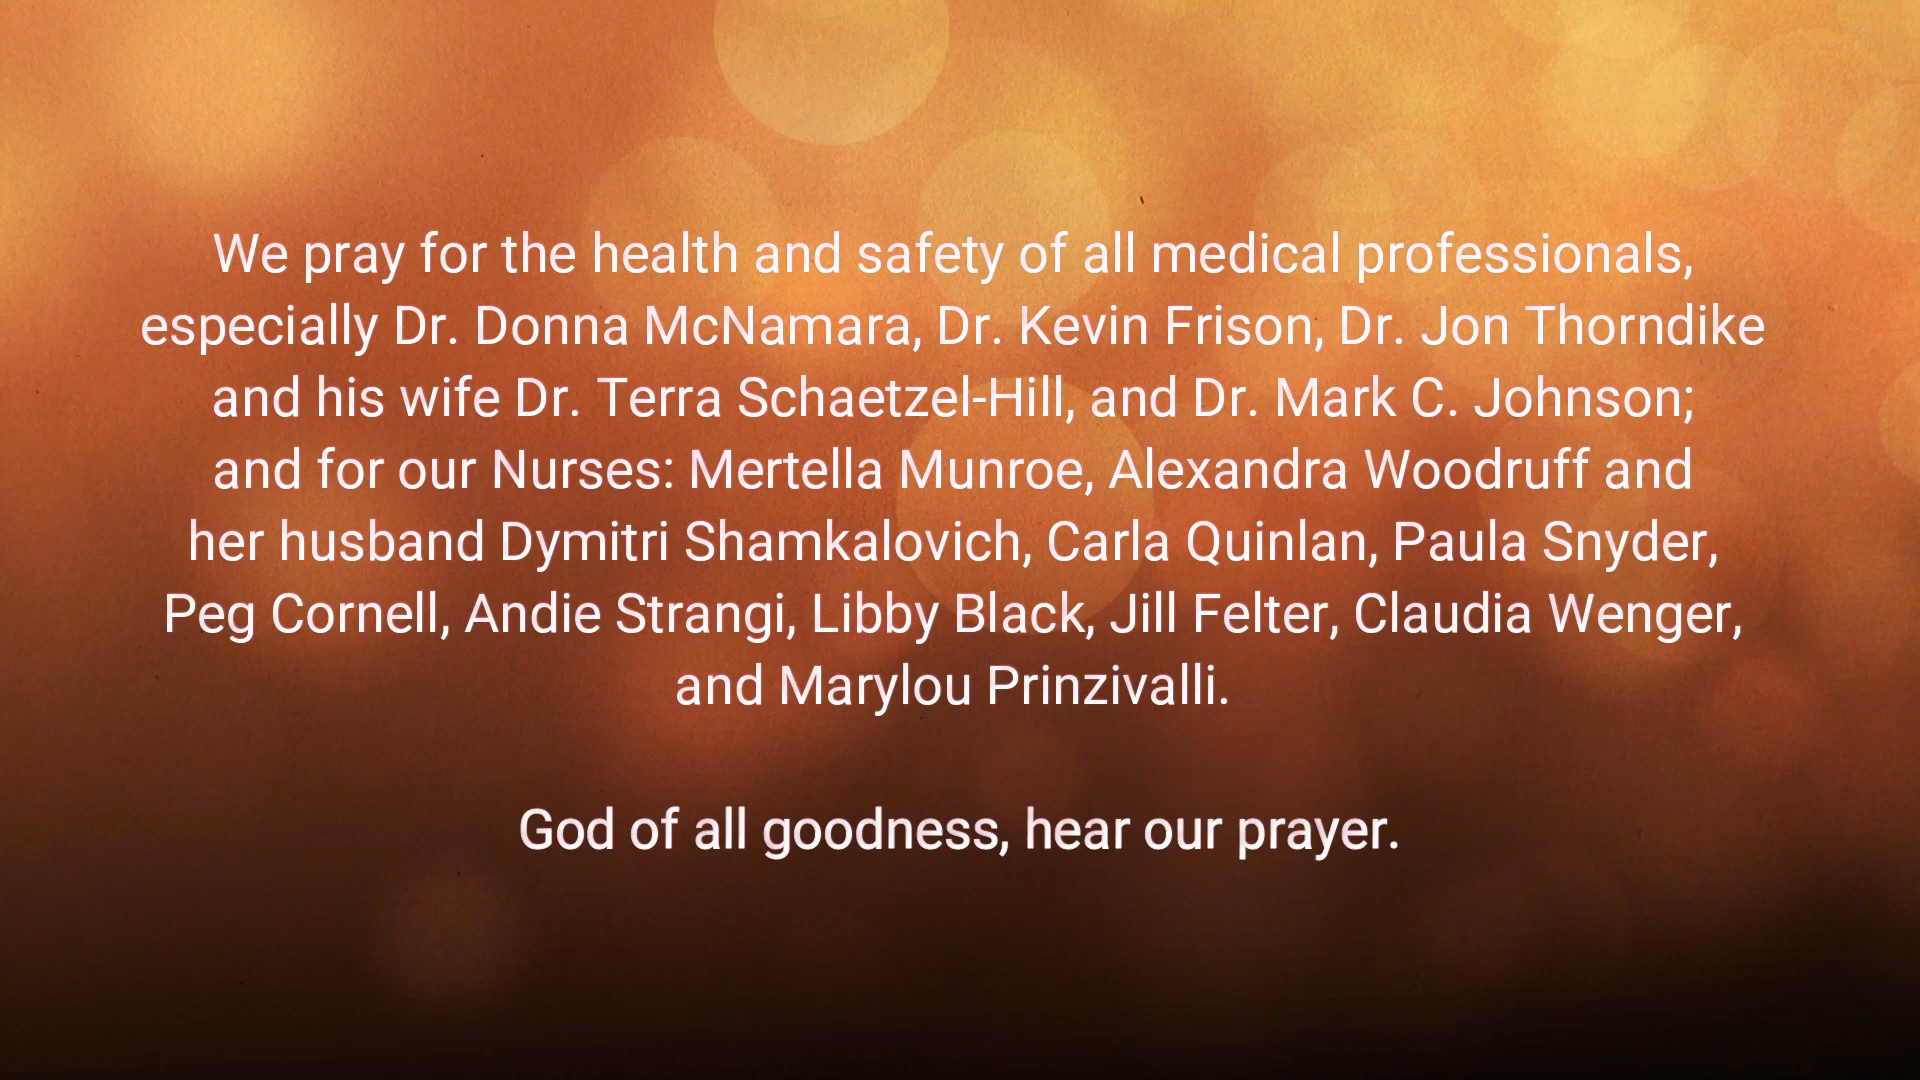 We pray for the health and safety of all medical professionals,
especially Dr. Donna McNamara, Dr. Kevin Frison, Dr. Jon Thorndike
and his wife Dr. Terra Schaetzel-Hill, and Dr. Mark C. Johnson;
and for our Nurses: Mertella Munroe, Alexandra Woodruff and
her husband Dymitri Shamkalovich, Carla Quinlan, Paula Snyder,
Peg Cornell, Andie Strangi, Libby Black, Jill Felter, Claudia Wenger,
and Marylou Prinzivalli.
God of all goodness, hear our prayer.